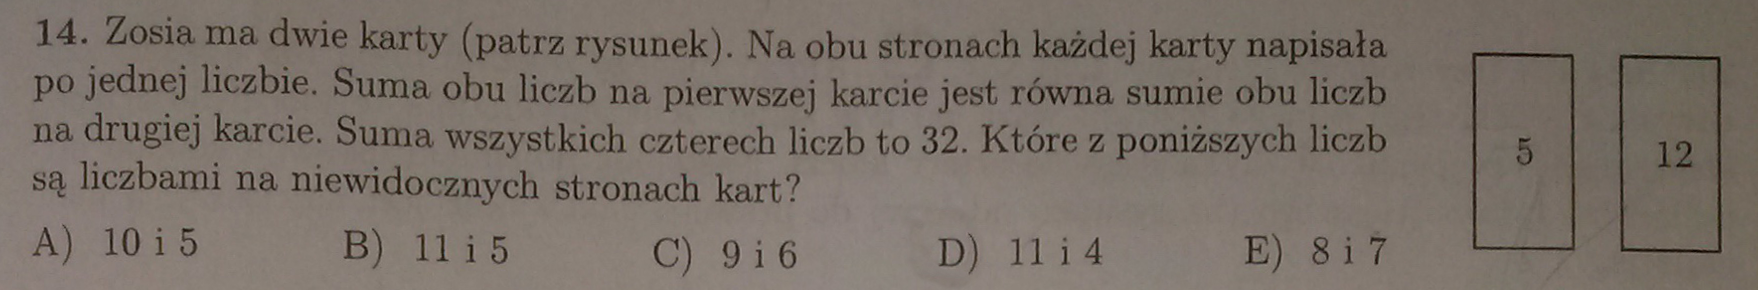 14. Zosia ma dwie karty (patrz rysunek). Na obu stronach każdej karty napisała
po jednej liczbie. Suma obu liczb na pierwszej karcie jest równa sumie obu liczb
na drugiej karcie. Suma wszystkich czterech liczb to 32. Które z poniższych liczb
są liczbami na niewidocznych stronach kart?
A) 10 i 5 B) 11 i 5 C) 9 i 6 D) 11 i 4 E) 8 i 7
5 12